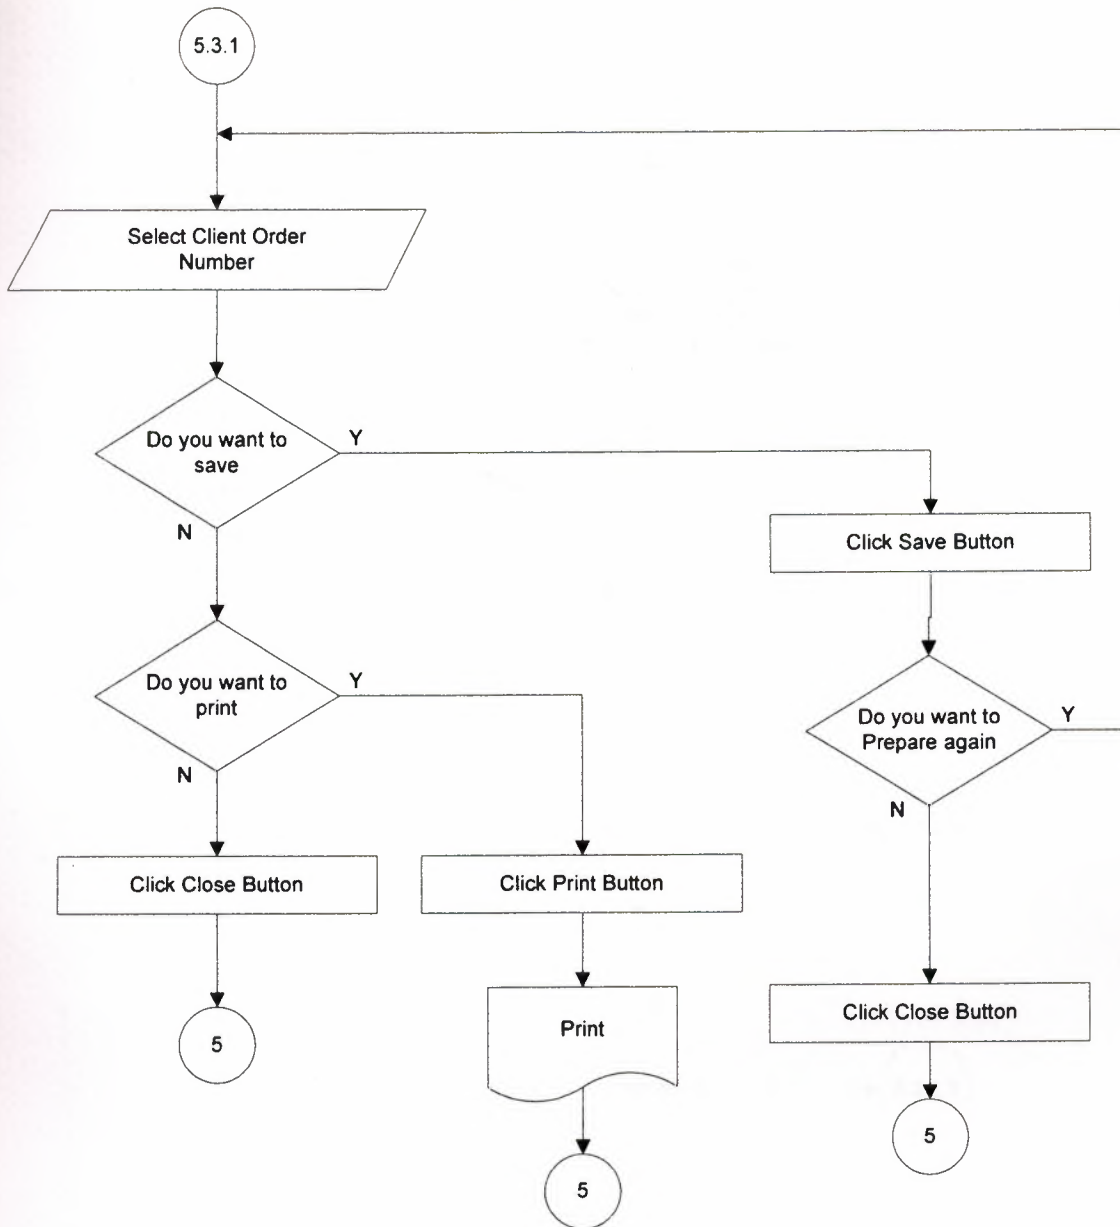 5.3.1
Select Client Order
Number
Do you want to
save
Y
N
Click Save Button
Do you want to
print
Y
N
Do you want to
Prepare again
Y
N
Click Close Button
Click Print Button
Print
Click Close Button
5
5
5